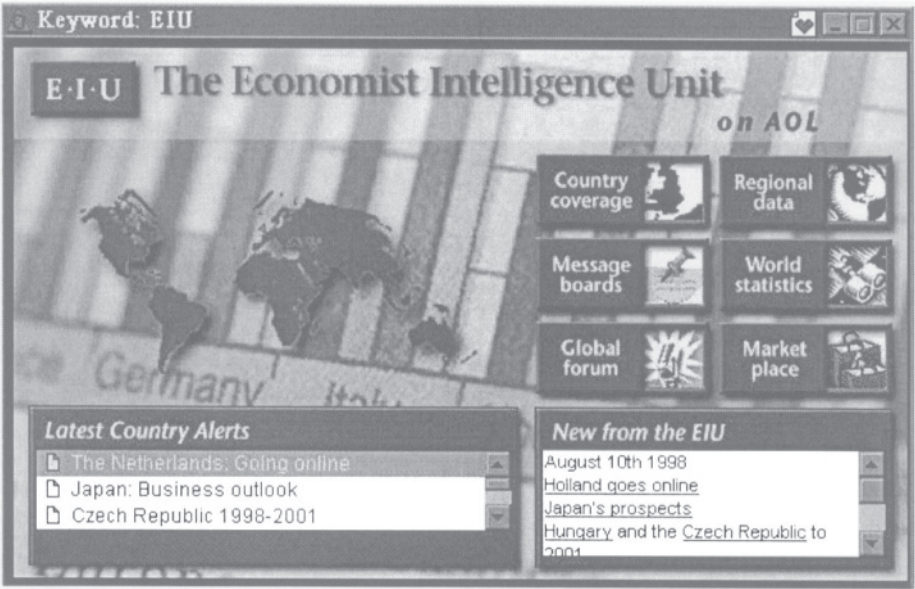 Keyword: EIU
E·I·U The Economist Intelligence Unit
on AOL
Country
coverage
Regional
data
Message
boards
World
statistics
Global
forum
Market
place
Germany
Italy
Latest Country Alerts
The Netherlands: Going online
Japan: Business outlook
Czech Republic 1998-2001
New from the EIU
August 10th 1998
Holland goes online
Japan's prospects
Hungary and the Czech Republic to
2001